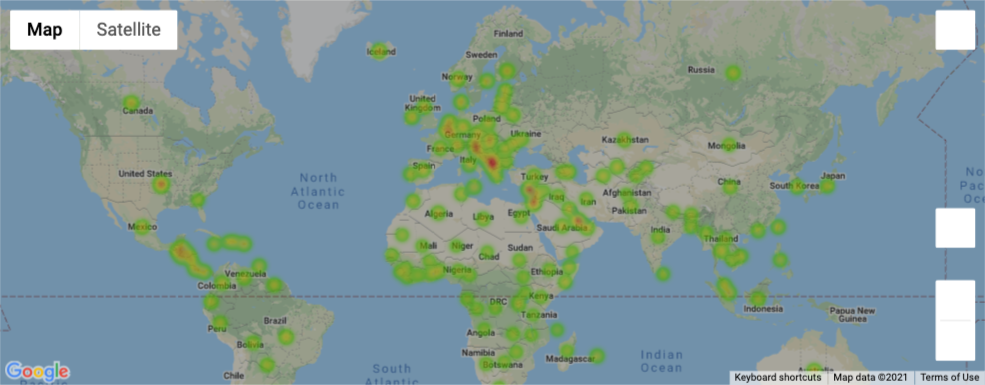 Map
Satellite
Iceland
Finland
Sweden
Norway
Russia
Canada
United
Kingdom
Poland
Germany
Ukraine
Kazakhstan
Mongolia
France
United States
Spain
Italy
Turkey
North
Atlantic
Ocean
China
South Korea
Japan
Afghanistan
Iraq
Iran
Pakistan
Algeria
Libya
Egypt
Saudi Arabia
India
Mexico
Mali
Niger
Chad
Sudan
Thailand
Venezuela
Colombia
Nigeria
Ethiopia
DRC
Kenya
Tanzania
Indonesia
Papua New
Guinea
Peru
Brazil
Bolivia
Angola
Namibia
Botswana
Madagascar
Indian
Ocean
Chile
South
Atlantic
Google
Keyboard shortcuts
Map data ©2021
Terms of Use